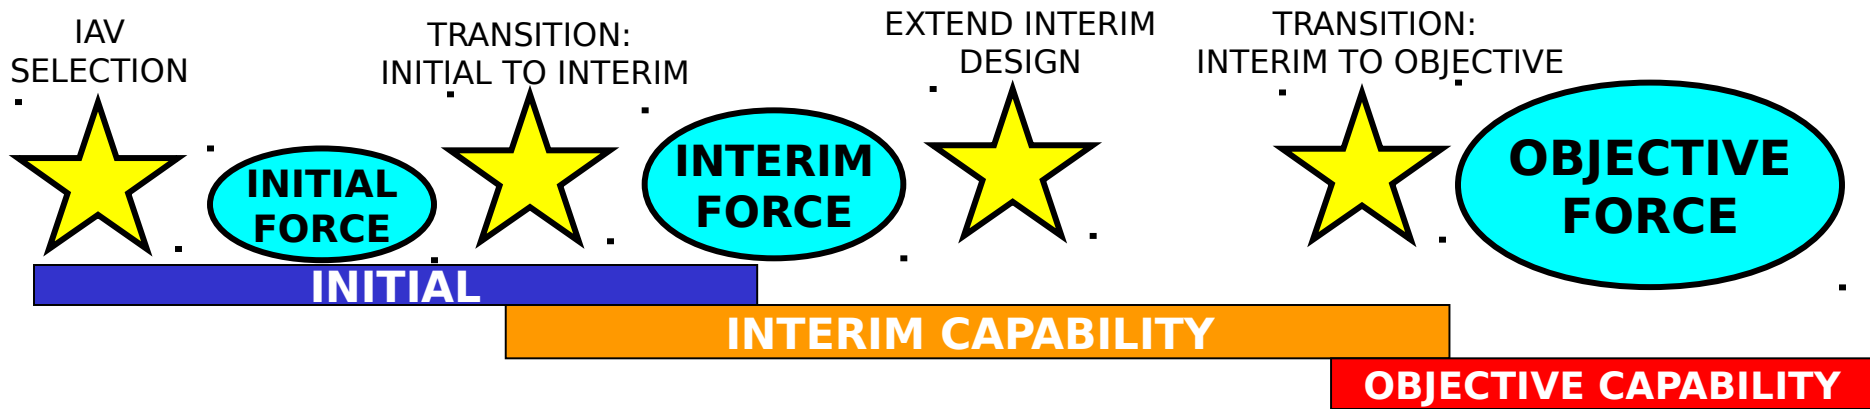 IAV
SELECTION
TRANSITION:
INITIAL TO INTERIM
EXTEND INTERIM
DESIGN
TRANSITION:
INTERIM TO OBJECTIVE
INITIAL
FORCE
INTERIM
FORCE
OBJECTIVE
FORCE
INITIAL
INTERIM CAPABILITY
OBJECTIVE CAPABILITY